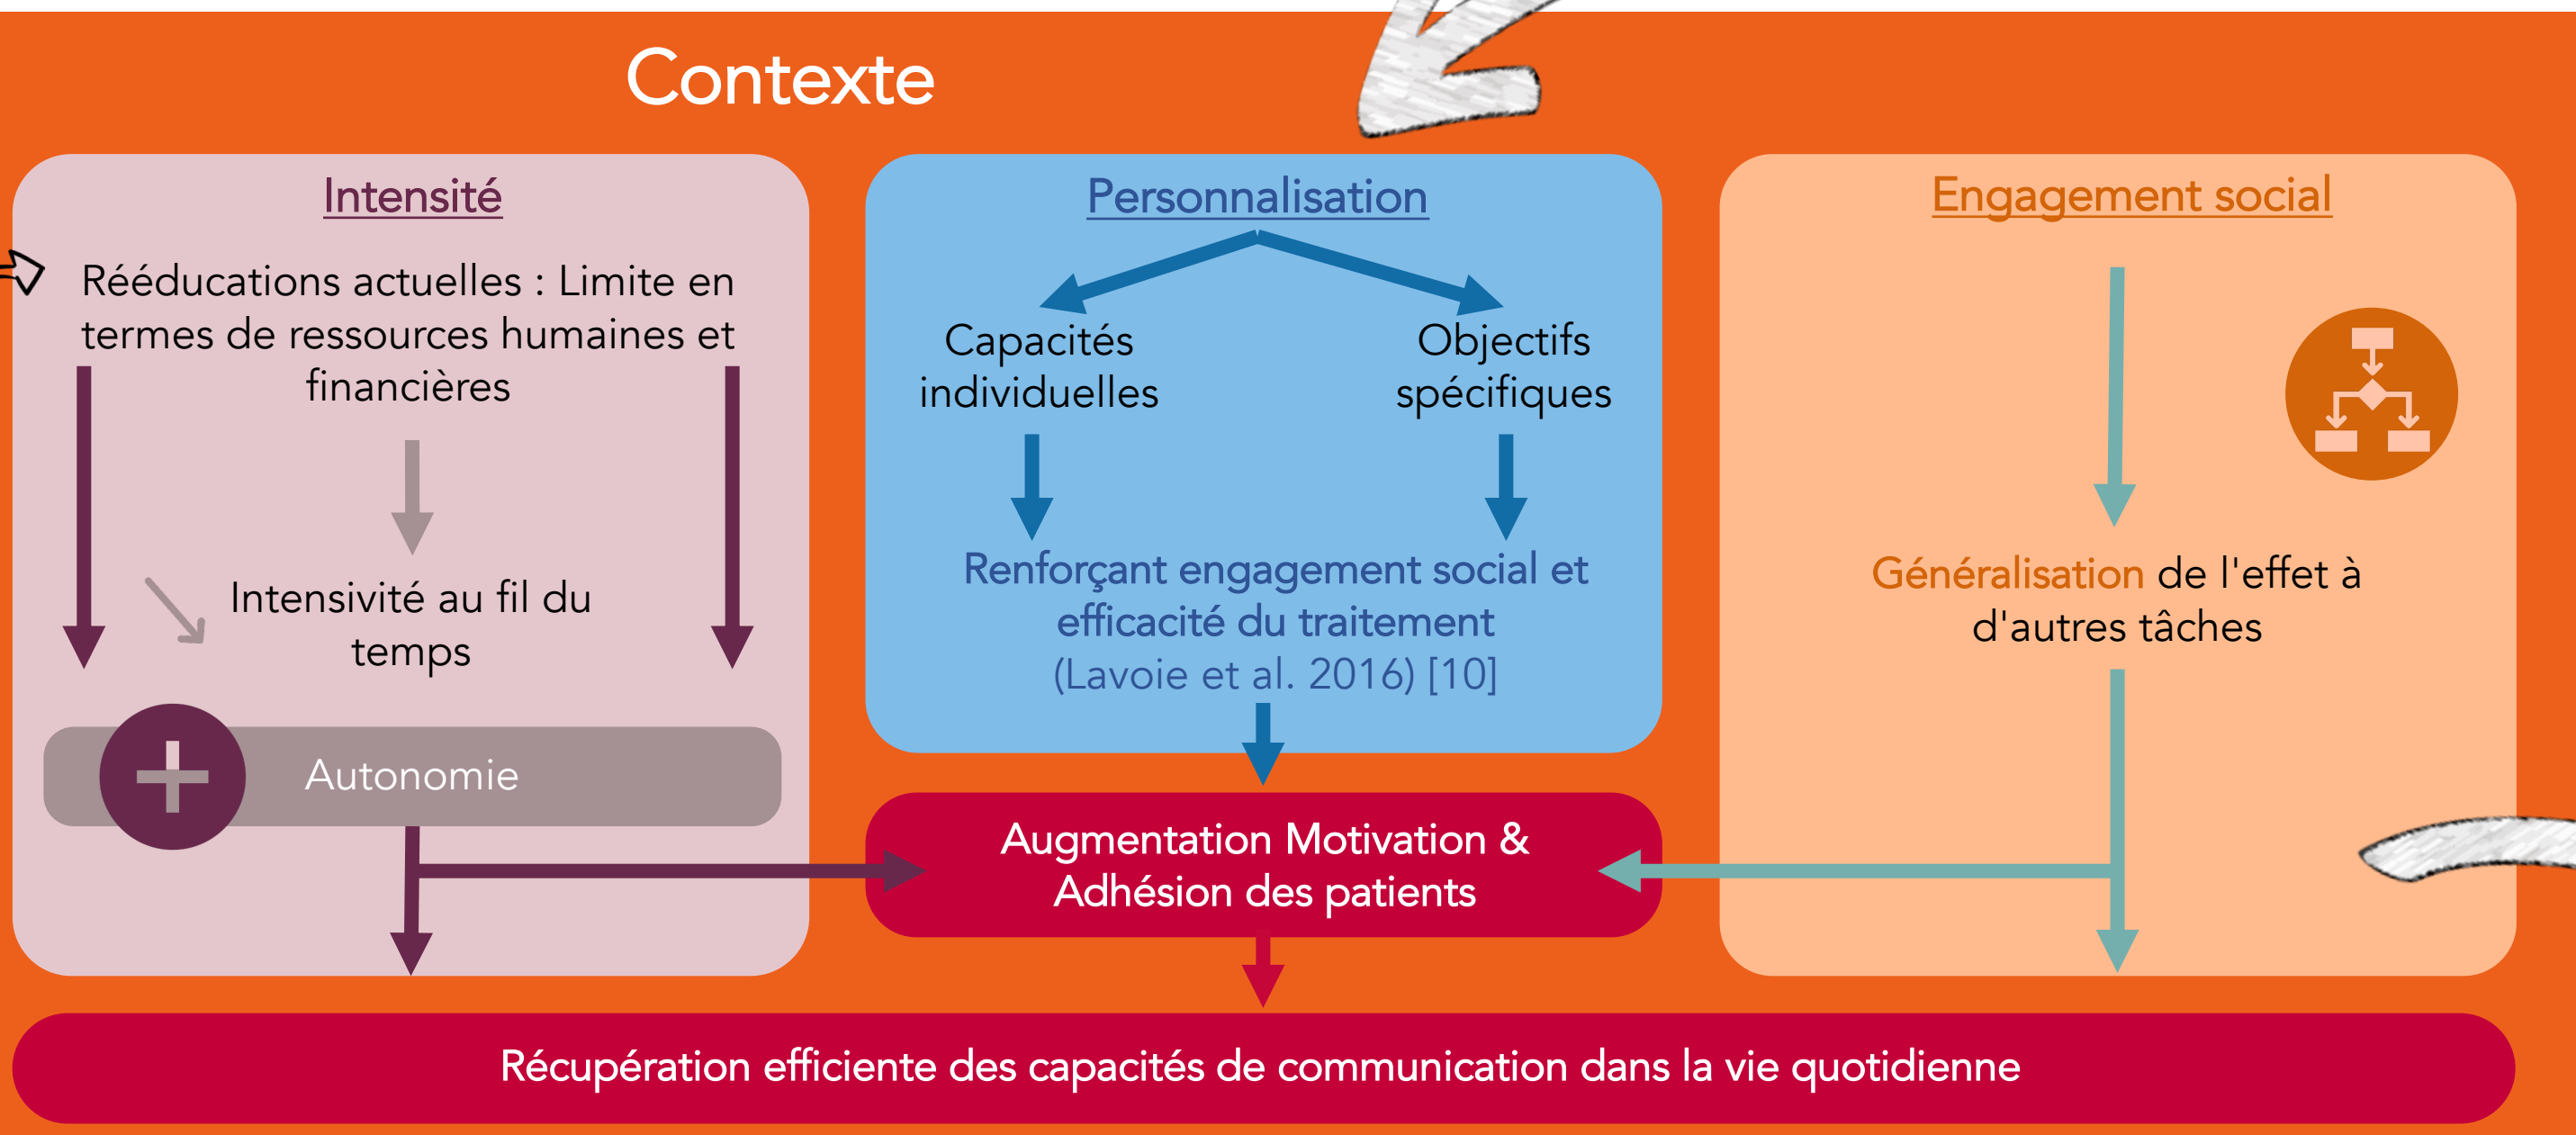 Contexte
Intensité
Rééducations actuelles : Limite en
termes de ressources humaines et
financières
Intensivité au fil du
temps
Autonomie
Personnalisation
Capacités
individuelles
Objectifs
spécifiques
Renforçant engagement social et
efficacité du traitement
(Lavoie et al. 2016) [10]
Augmentation Motivation &
Adhésion des patients
Engagement social
Généralisation de l'effet à
d'autres tâches
Récupération efficiente des capacités de communication dans la vie quotidienne